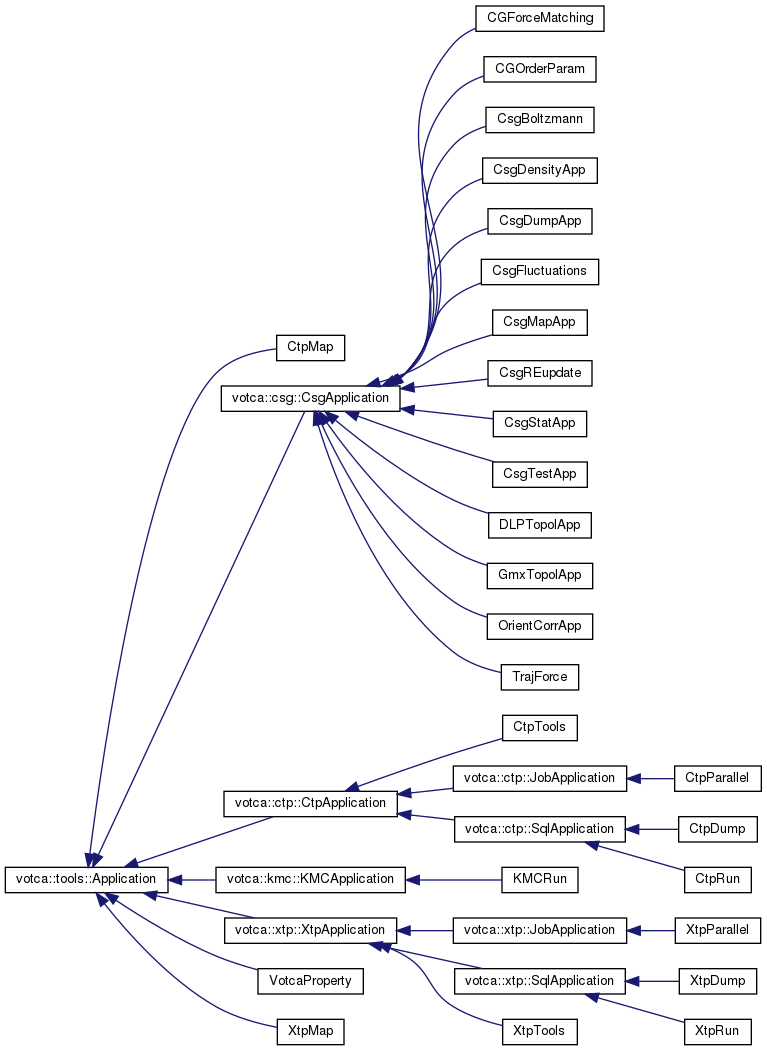 CGForceMatching
CGOrderParam
CsgBoltzmann
CsgDensityApp
CsgDumpApp
CsgFluctuations
CsgMapApp
CtpMap
CsgREupdate
votca::csg::CsgApplication
CsgStatApp
CsgTestApp
DLPTopolApp
GmxTopolApp
OrientCorrApp
TrajForce
CtpTools
votca::ctp::JobApplication
CtpParallel
votca::ctp::CtpApplication
votca::ctp::SqlApplication
CtpDump
votca::tools::Application
votca::kmc::KMCApplication
KMCRun
CtpRun
votca::xtp::XtpApplication
votca::xtp::JobApplication
XtpParallel
VotcaProperty
votca::xtp::SqlApplication
XtpDump
XtpMap
XtpTools
XtpRun